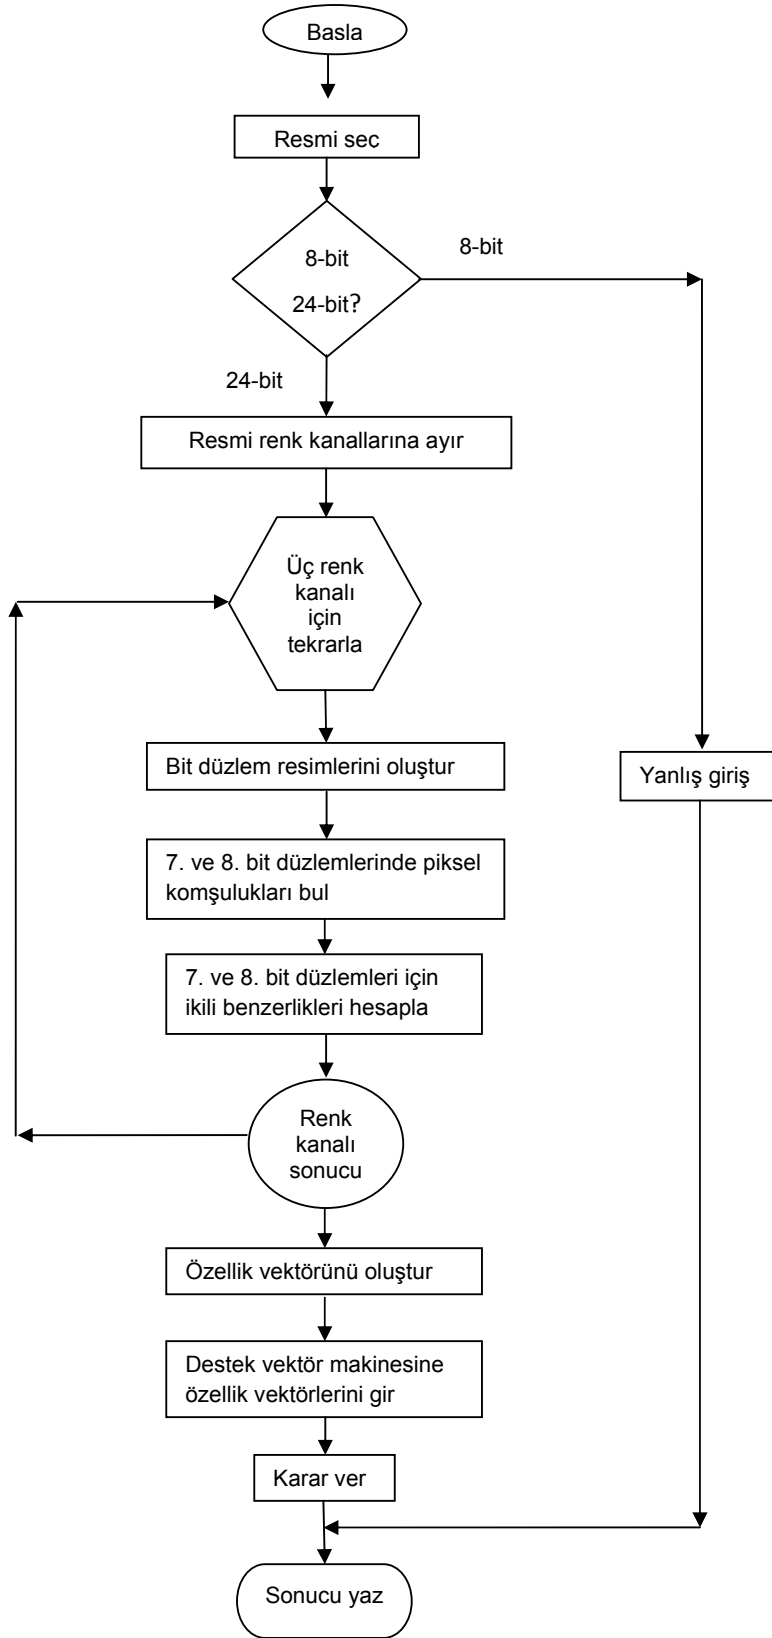 Basla
Resmi sec
8-bit
24-bit?
8-bit
24-bit
Resmi renk kanallarına ayır
Üç renk
kanalı
için
tekrarla
Bit düzlem resimlerini oluştur
Yanlış giriş
7. ve 8. bit düzlemlerinde piksel
komşulukları bul
7. ve 8. bit düzlemleri için
ikili benzerlikleri hesapla
Renk
kanalı
sonucu
Özellik vektörünü oluştur
Destek vektör makinesine
özellik vektörlerini gir
Karar ver
Sonucu yaz